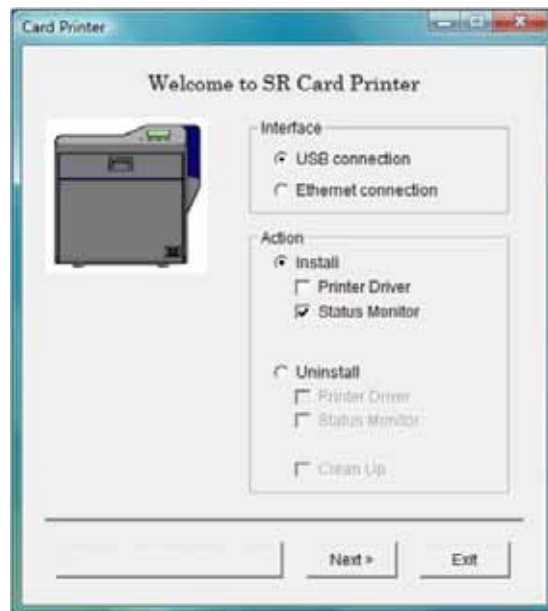 Card Printer
Welcome to SR Card Printer
Interface
USB connection
Ethernet connection
Action
Install
Printer Driver
Status Monitor
Uninstall
Printer Driver
Status Monitor
Clean Up
Next >
Exit